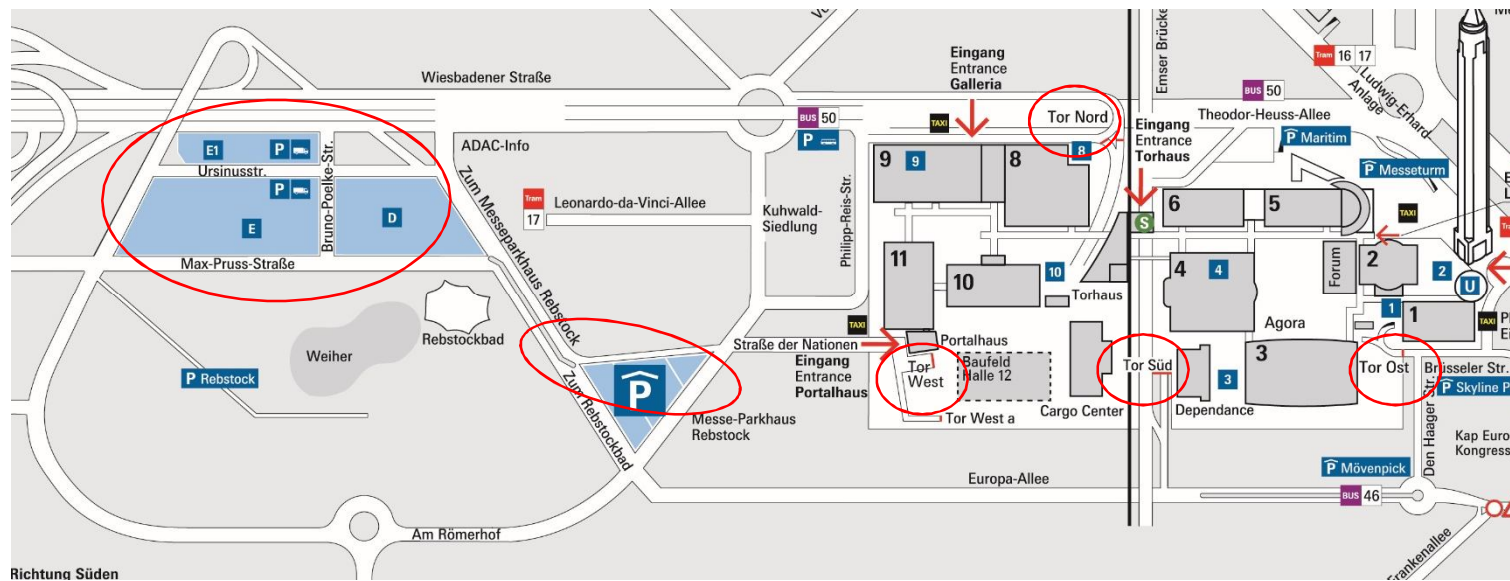 Wiesbadener Straße
Eingang
Entrance
Galleria
Emser Brücke
Tram 16 17
Ludwig-Erhard
Anlage
BUS 50
Theodor-Heuss-Allee
BUS 50
P
TAXI
Tor Nord
Eingang
Entrance
Torhaus
P Maritim
P Messeturm
E1
P
Ursinusstr.
P
Bruno-Poelke-Str.
E
D
Max-Pruss-Straße
ADAC-Info
Zum Messeparkhaus Rebstock
Tram
17
Leonardo-da-Vinci-Allee
Kuhwald-
Siedlung
Philipp-Reis-Str.
9
9
8
8
6
5
TAXI
S
11
10
10
Torhaus
4
4
Forum
2
2
U
1
1
TAXI
Agora
Weiher
Rebstockbad
P Rebstock
TAXI
Straße der Nationen
Eingang
Entrance
Portalhaus
Portalhaus
Tor
West
Baufeld
Halle 12
Cargo Center
Tor Süd
Dependance
3
3
Tor Ost
Brüsseler Str.
P Skyline P
Den Haager Str.
Kap Euro
Kongress
P
Messe-Parkhaus
Rebstock
Zum Rebstockbad
Tor West a
P Mövenpick
Europa-Allee
BUS 46
Am Römerhof
Frankenallee
Richtung Süden